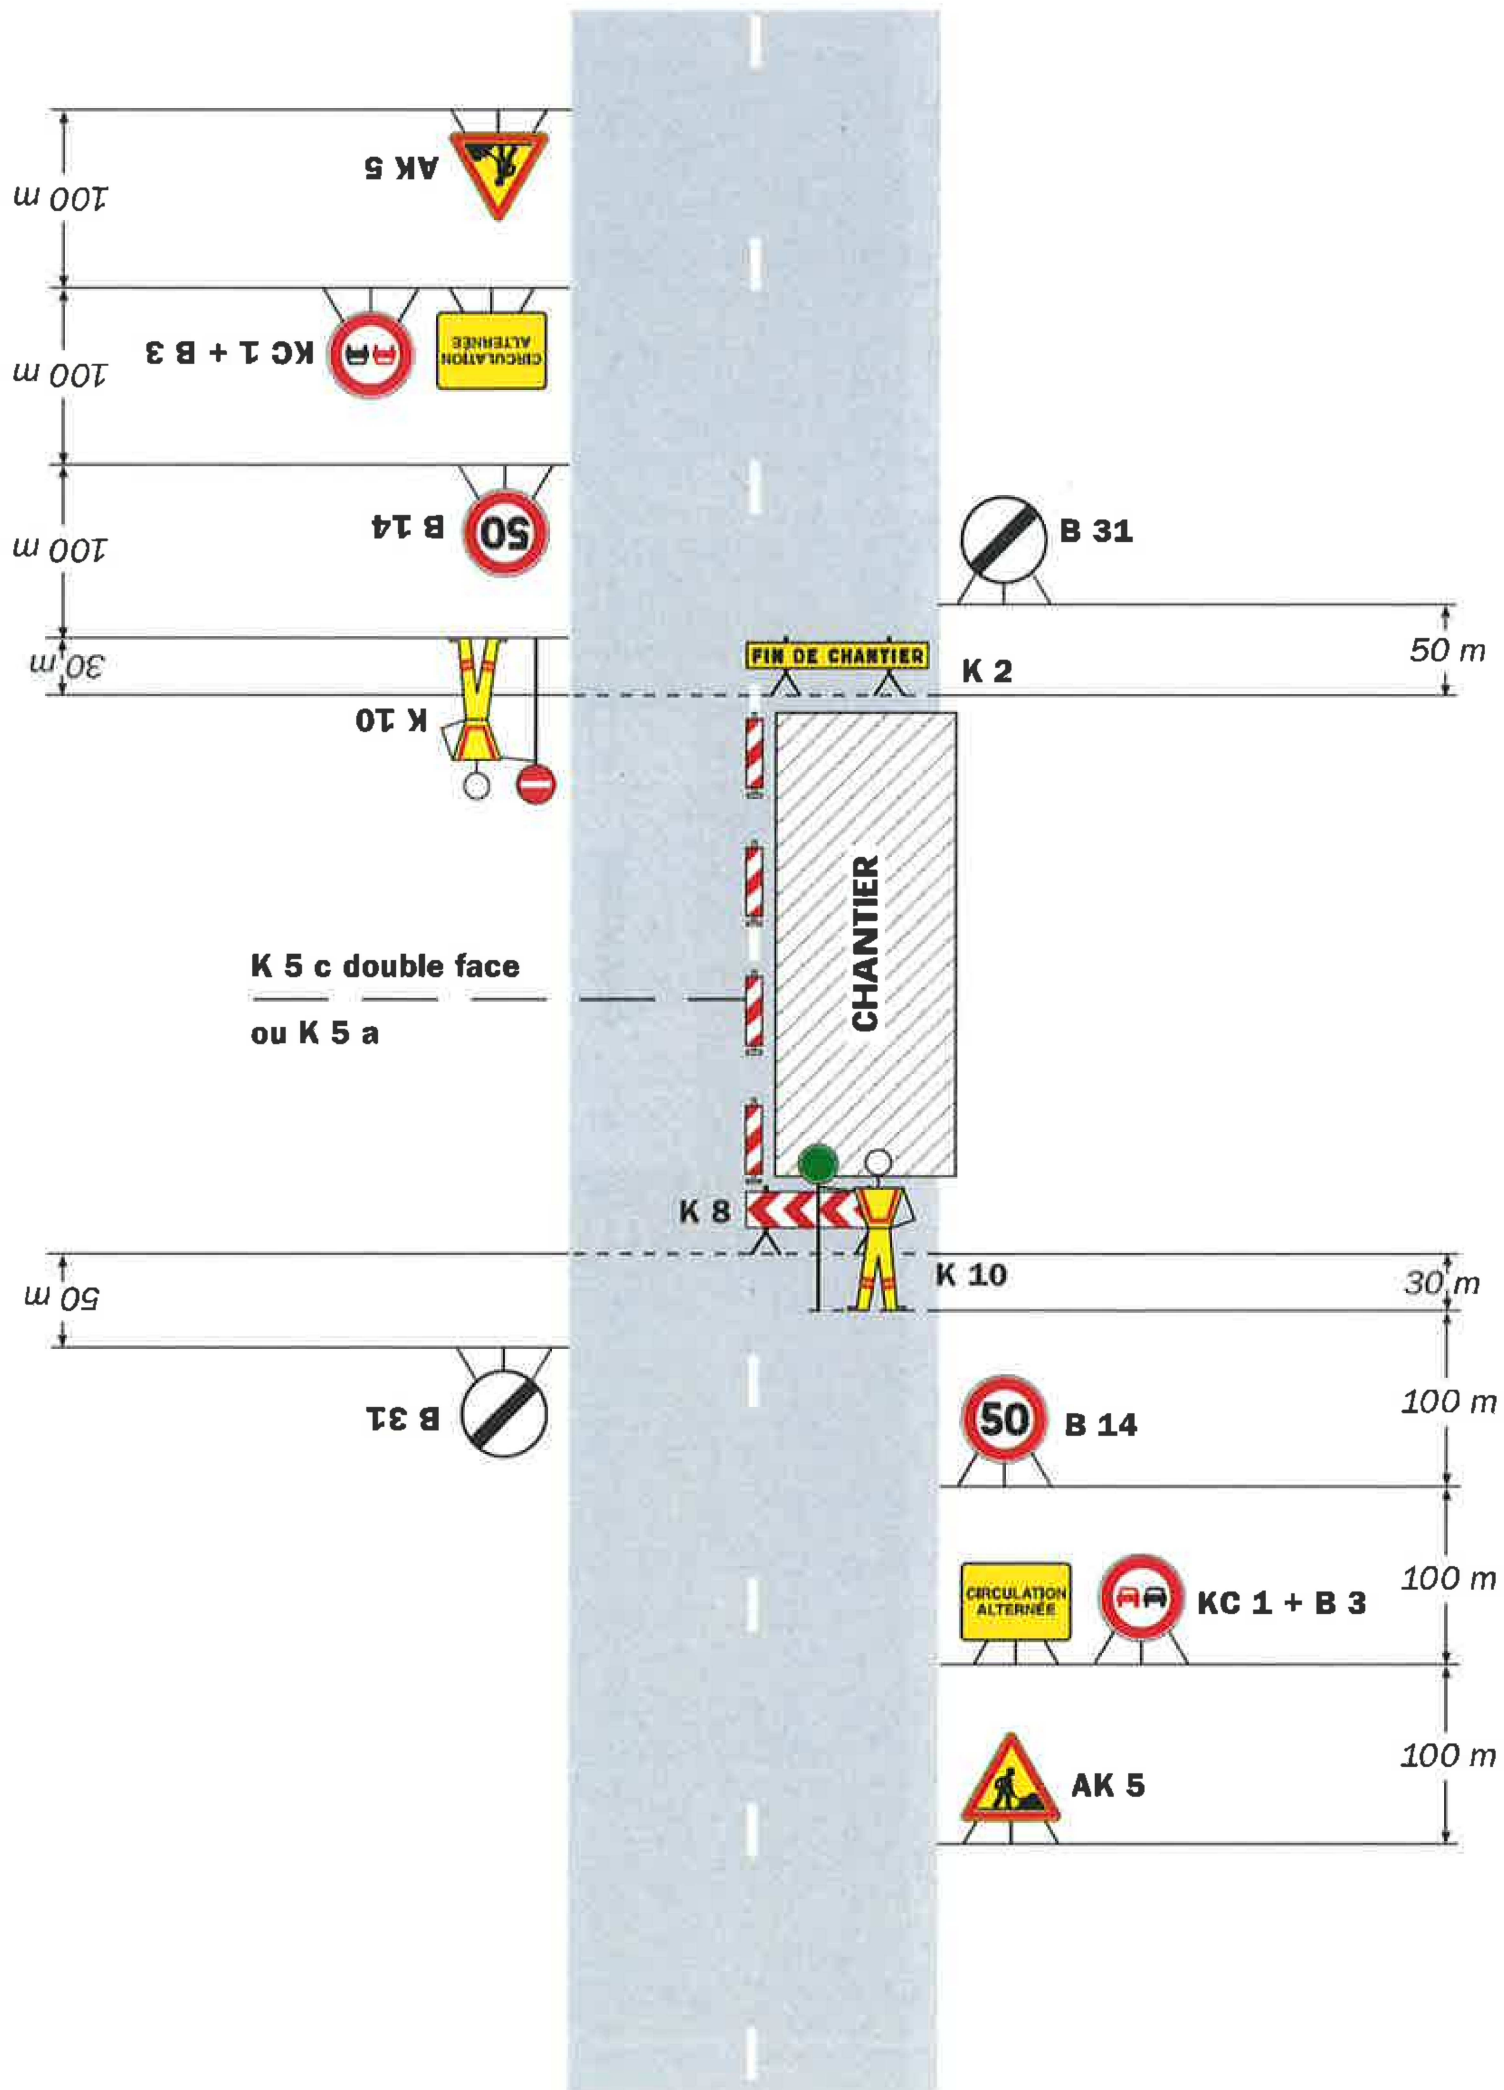 AK 5
100 m
CIRCULATION
ALTERNÉE
KC 1 + B 3
100 m
B 14
50
100 m
B 31
50 m
30 m
FIN DE CHANTIER
K 2
K 10
CHANTIER
K 5 c double face
ou K 5 a
K 8
K 10
30 m
50 m
B 31
50
B 14
100 m
CIRCULATION
ALTERNÉE
KC 1 + B 3
100 m
AK 5
100 m